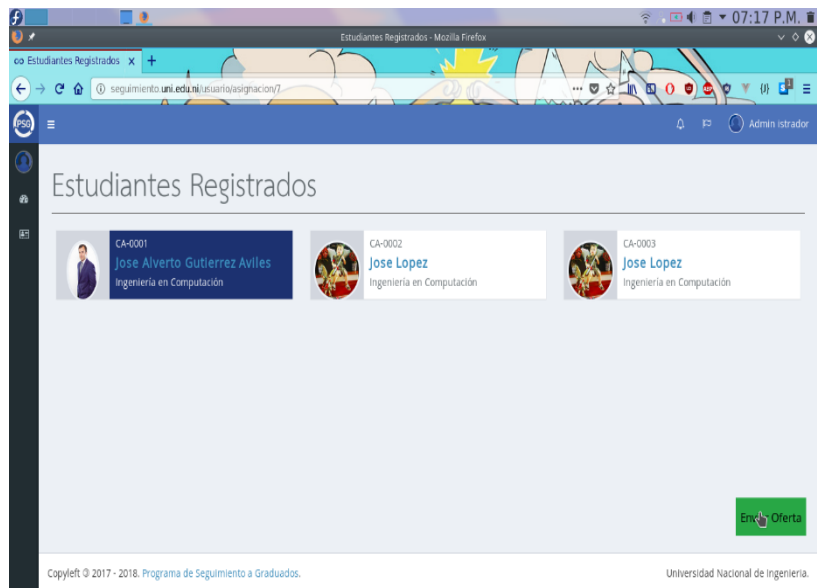 07:17 P.M.
Estudiantes Registrados - Mozilla Firefox
Estudiantes Registrados x +
seguimiento.uni.edu.ni/usuario/asignacion/7
PSG
Admin istrador
Estudiantes Registrados
CA-0001
Jose Alverto Gutierrez Aviles
Ingeniería en Computación
CA-0002
Jose Lopez
Ingeniería en Computación
CA-0003
Jose Lopez
Ingeniería en Computación
Oferta
Copyleft © 2017 - 2018. Programa de Seguimiento a Graduados.
Universidad Nacional de Ingenieria.